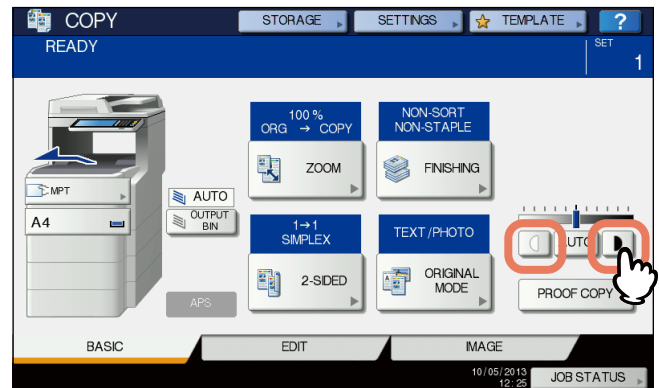 COPY
STORAGE
SETTINGS
TEMPLATE
?
READY
SET
1
100 %
ORG → COPY
ZOOM
NON-SORT
NON-STAPLE
FINISHING
MPT
A4
AUTO
OUTPUT
BIN
APS
1→1
SIMPLEX
2-SIDED
TEXT/PHOTO
ORIGINAL
MODE
AUTO
PROOF COPY
BASIC
EDIT
IMAGE
10/05/2013
12:25
JOB STATUS